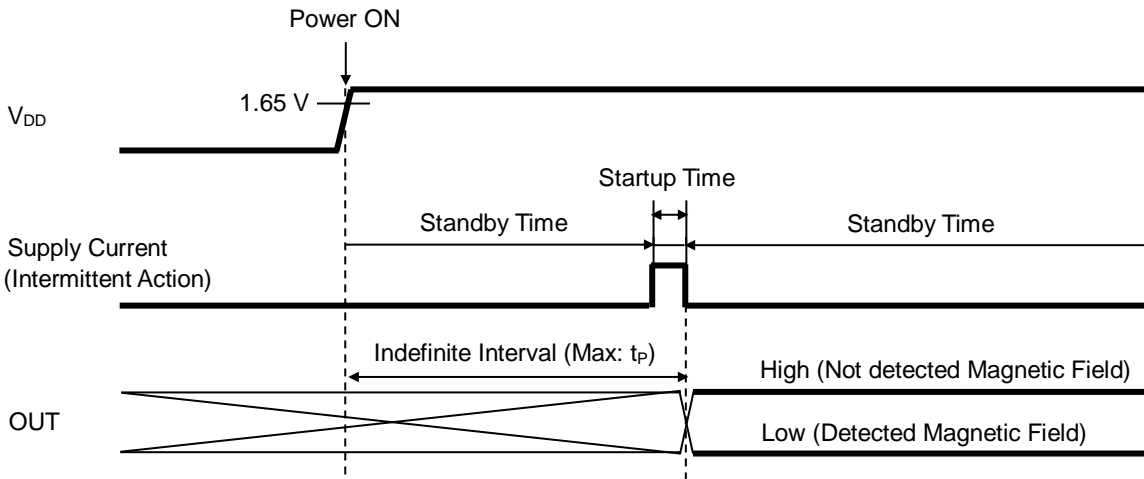 Power ON
1.65 V
VDD
Startup Time
Standby Time
Standby Time
Supply Current
(Intermittent Action)
Indefinite Interval (Max: tP)
High (Not detected Magnetic Field)
OUT
Low (Detected Magnetic Field)